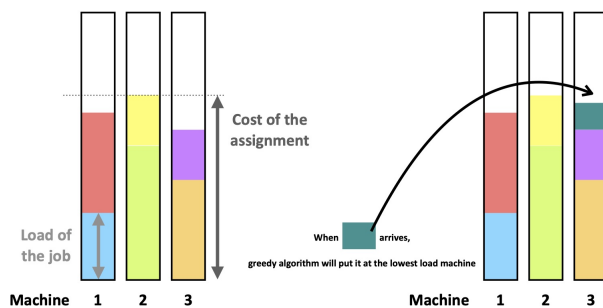 Cost of the
assignment
Load of
the job
When arrives,
greedy algorithm will put it at the lowest load machine
Machine 1 2 3
Machine 1 2 3